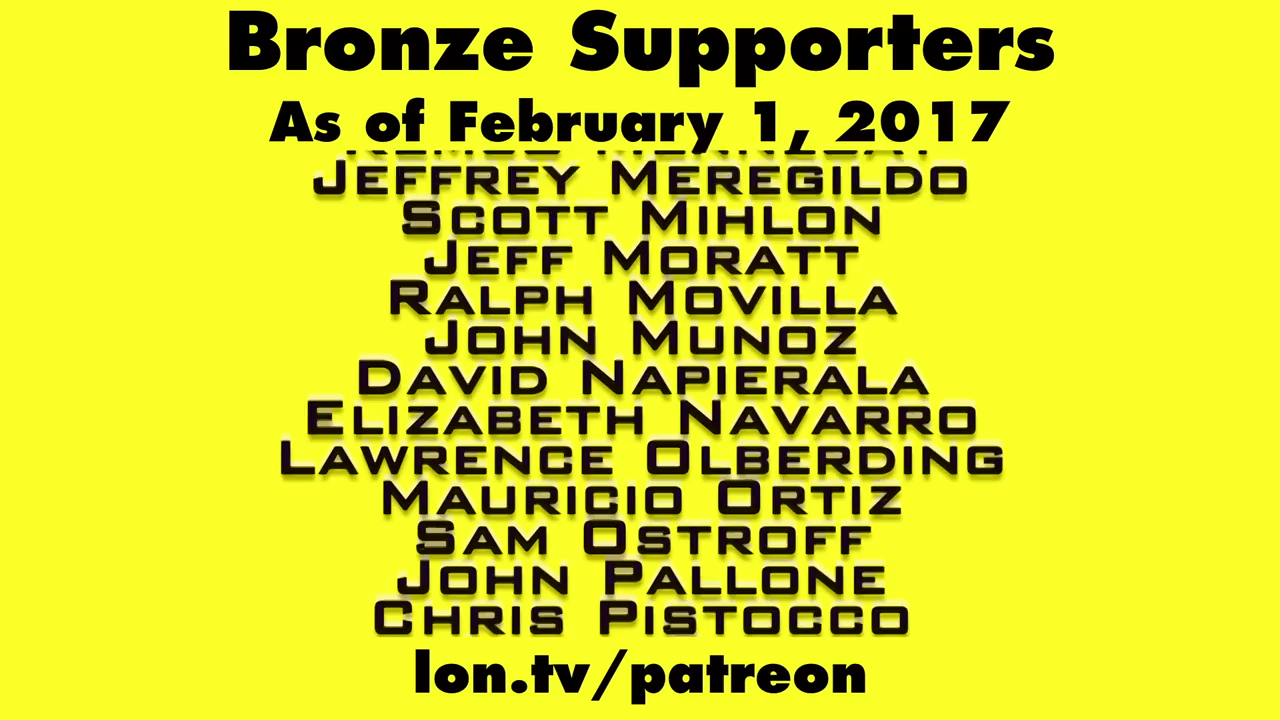 Bronze Supporters
As of February 1, 2017
JEFFREY MEREGILDO
SCOTT MIHLON
JEFF MORATT
RALPH MOVILLA
JOHN MUNOZ
DAVID NAPIERALA
ELIZABETH NAVARRO
LAWRENCE OLBERDING
MAURICIO ORTIZ
SAM OSTROFF
JOHN PALLONE
CHRIS PISTOCCO
lon.tv/patreon